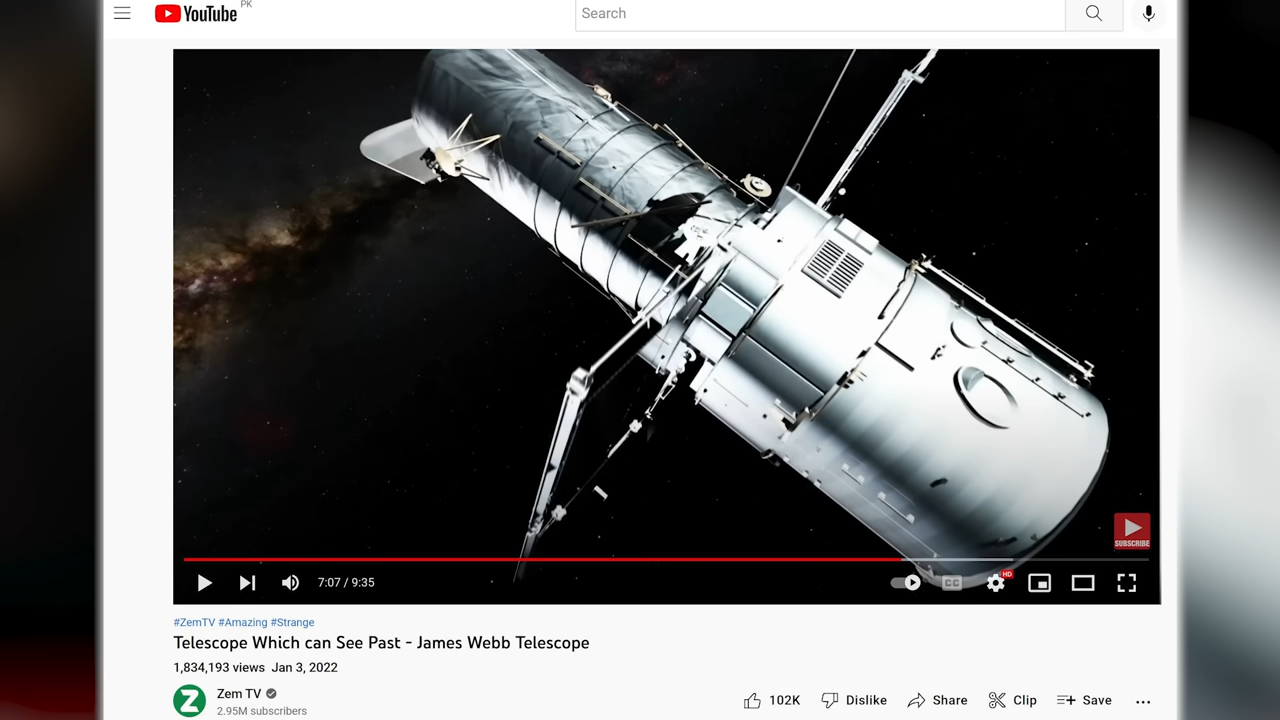 YouTube PK
Search
SUBSCRIBE
7:07 / 9:35
CC
HD
#ZemTV #Amazing #Strange
Telescope Which can See Past - James Webb Telescope
1,834,193 views Jan 3, 2022
Zem TV
2.95M subscribers
102K
Dislike
Share
Clip
Save